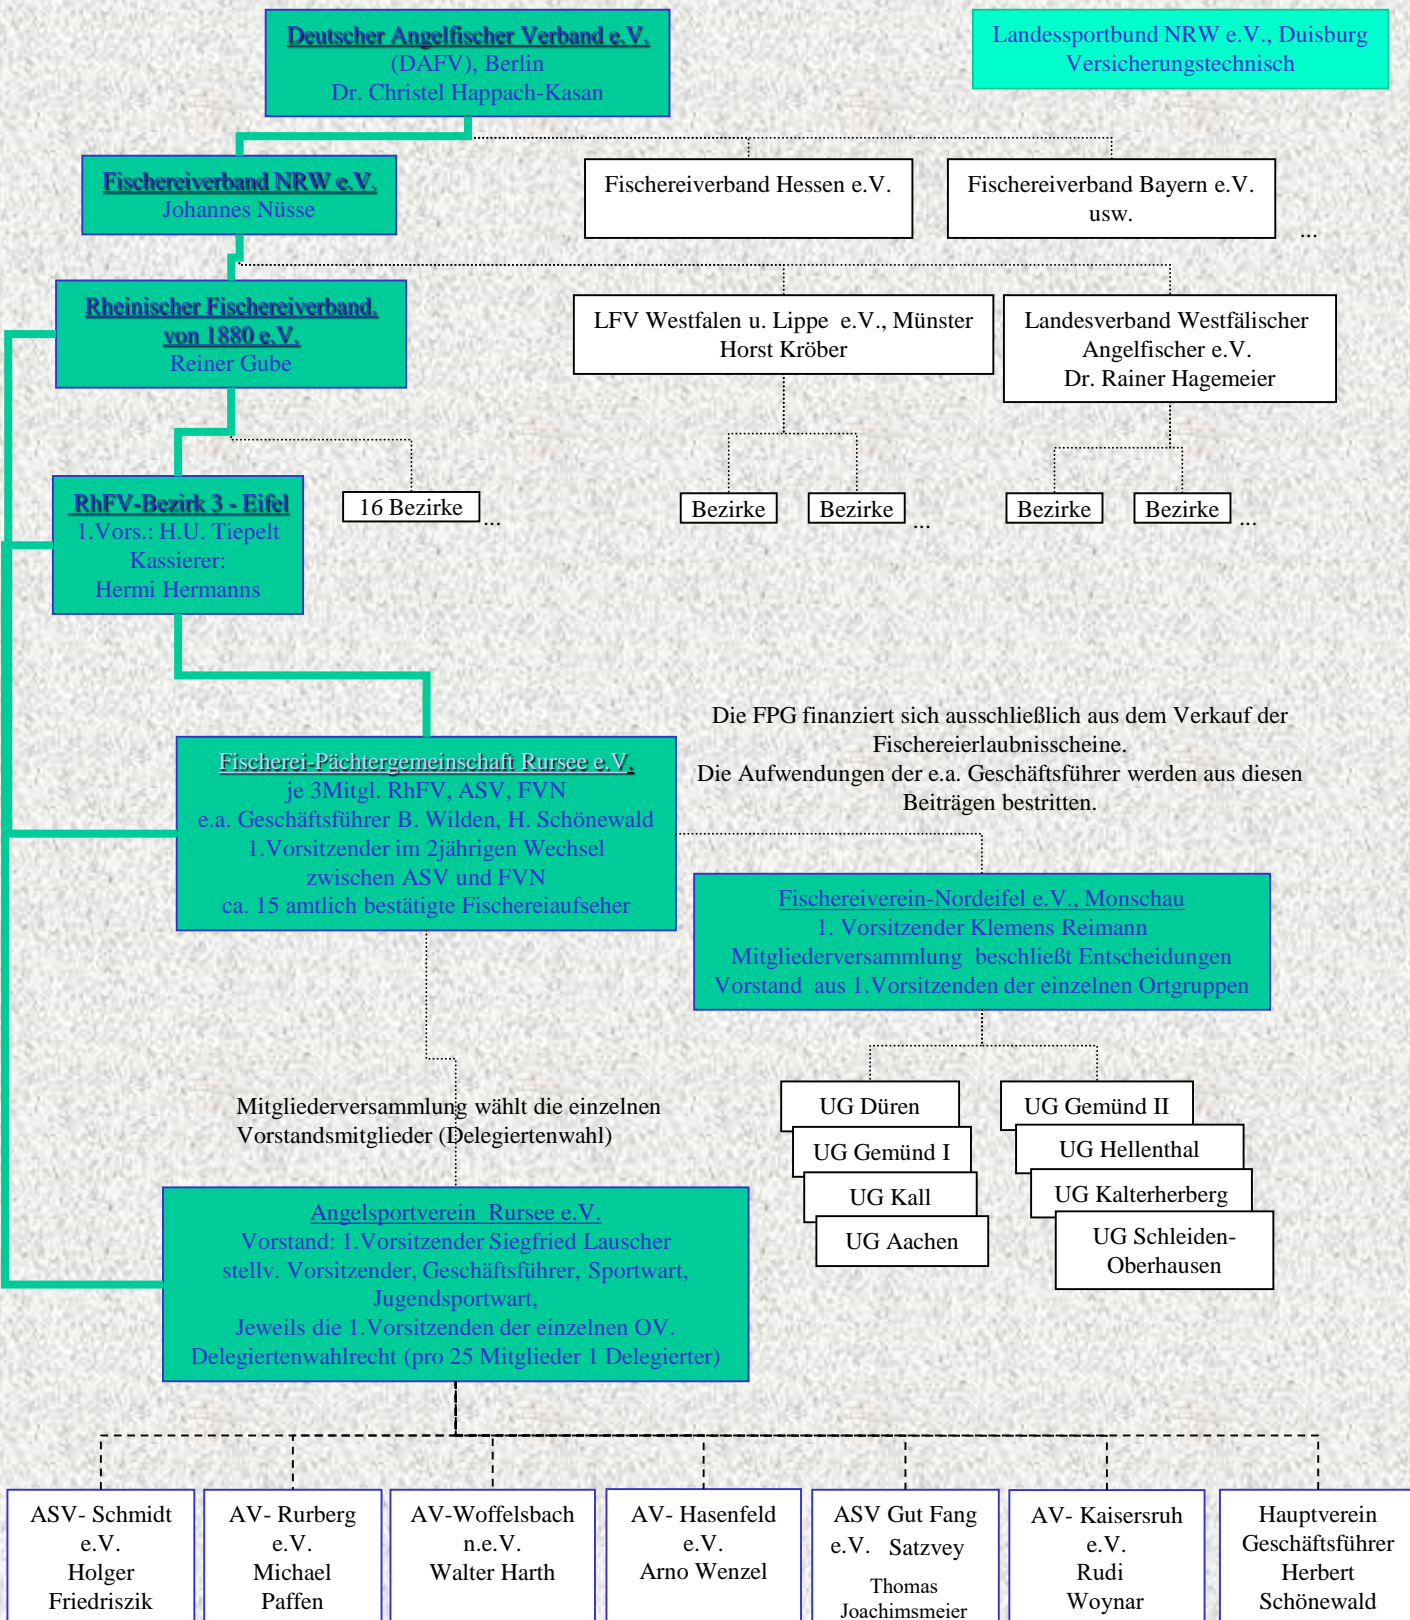 Deutscher Angelfischer Verband e.V.
(DAFV), Berlin
Dr. Christel Happach-Kasan
Landessportbund NRW e.V., Duisburg
Versicherungstechnisch
Fischereiverband NRW e.V.
Johannes Nüsse
Fischereiverband Hessen e.V.
Fischereiverband Bayern e.V.
usw.
...
Rheinischer Fischereiverband.
von 1880 e.V.
Reiner Gube
LFV Westfalen u. Lippe e.V., Münster
Horst Kröber
Landesverband Westfälischer
Angelfischer e.V.
Dr. Rainer Hagemeier
RhFV-Bezirk 3 - Eifel
1.Vors.: H.U. Tiepelt
Kassierer:
Hermi Hermanns
16 Bezirke
...
Bezirke
Bezirke
...
Bezirke
Bezirke
...
Die FPG finanziert sich ausschließlich aus dem Verkauf der
Fischereierlaubnisscheine.
Die Aufwendungen der e.a. Geschäftsführer werden aus diesen
Beiträgen bestritten.
Fischerei-Pächtergemeinschaft Rursee e.V.
je 3Mitgl. RhFV, ASV, FVN
e.a. Geschäftsführer B. Wilden, H. Schönewald
1.Vorsitzender im 2jährigen Wechsel
zwischen ASV und FVN
ca. 15 amtlich bestätigte Fischereiaufseher
Fischereiverein-Nordeifel e.V., Monschau
1. Vorsitzender Klemens Reimann
Mitgliederversammlung beschließt Entscheidungen
Vorstand aus 1.Vorsitzenden der einzelnen Ortgruppen
UG Düren
UG Gemünd I
UG Kall
UG Aachen
UG Gemünd II
UG Hellenthal
UG Kalterherberg
UG Schleiden-
Oberhausen
Mitgliederversammlung wählt die einzelnen
Vorstandsmitglieder (Delegiertenwahl)
Angelsportverein Rursee e.V.
Vorstand: 1.Vorsitzender Siegfried Lauscher
stellv. Vorsitzender, Geschäftsführer, Sportwart,
Jugendsportwart,
Jeweils die 1.Vorsitzenden der einzelnen OV.
Delegiertenwahlrecht (pro 25 Mitglieder 1 Delegierter)
ASV- Schmidt
e.V.
Holger
Friedriszik
AV- Rurberg
e.V.
Michael
Paffen
AV-Woffelsbach
n.e.V.
Walter Harth
AV- Hasenfeld
e.V.
Arno Wenzel
ASV Gut Fang
e.V. Satzvey
Thomas
Joachimsmeier
AV- Kaisersruh
e.V.
Rudi
Woynar
Hauptverein
Geschäftsführer
Herbert
Schönewald